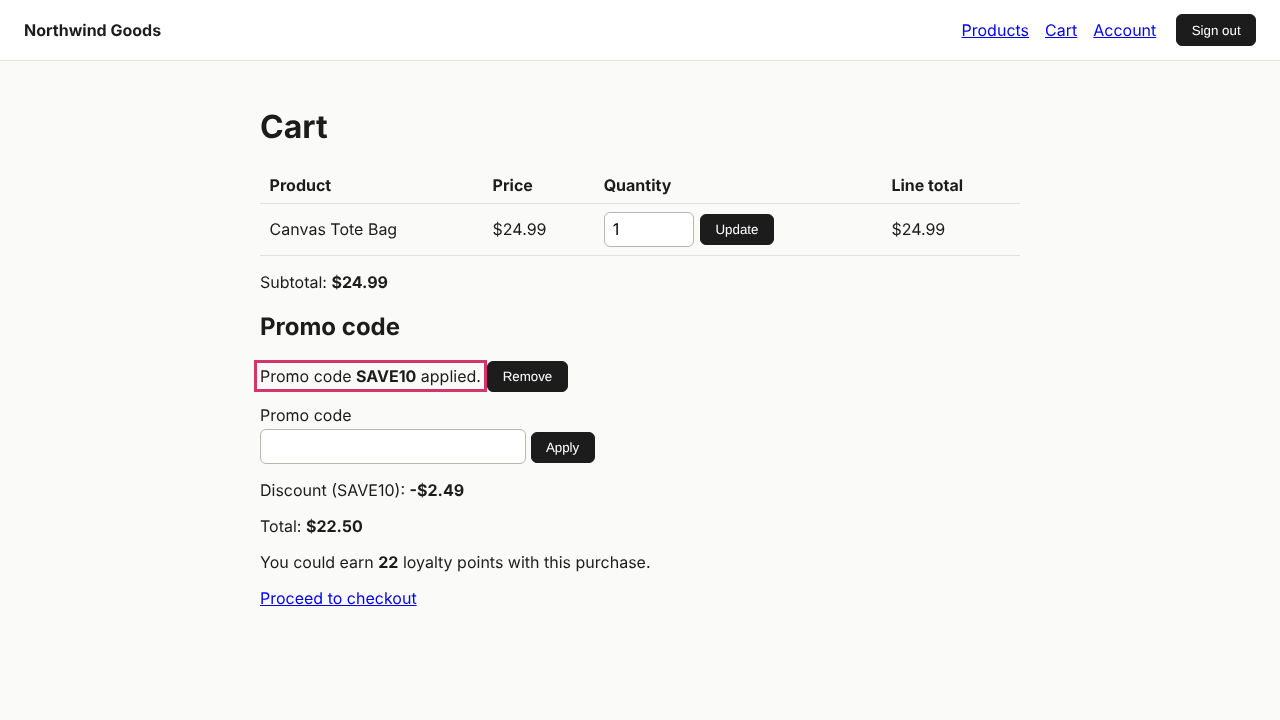 Northwind Goods
Products Cart Account Sign out
Cart
Product Price Quantity Line total
Canvas Tote Bag $24.99 1 Update $24.99
Subtotal: $24.99
Promo code
Promo code SAVE10 applied. Remove
Promo code
Apply
Discount (SAVE10): -$2.49
Total: $22.50
You could earn 22 loyalty points with this purchase.
Proceed to checkout